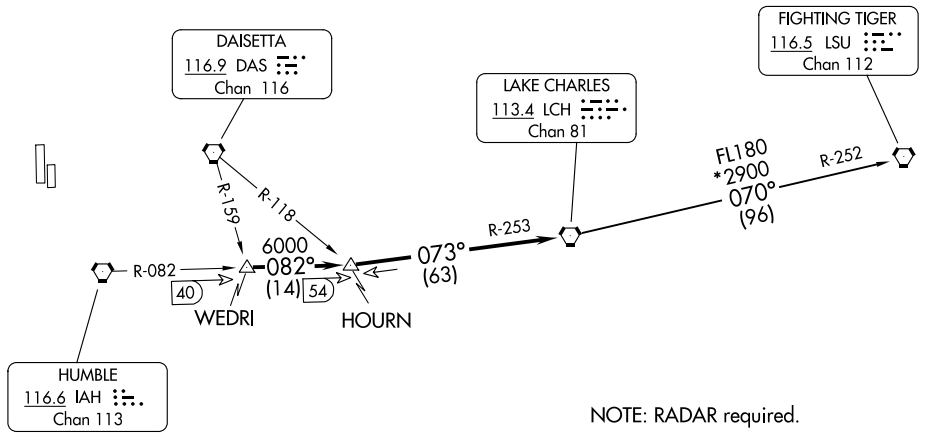 DAISETTA
116.9 DAS
Chan 116
FIGHTING TIGER
116.5 LSU
Chan 112
LAKE CHARLES
113.4 LCH
Chan 81
R-159
R-118
R-082
40
WEDRI
6000
082°
(14)
54
HOURN
073°
(63)
R-253
FL180
*2900
070°
(96)
R-252
HUMBLE
116.6 IAH
Chan 113
NOTE: RADAR required.